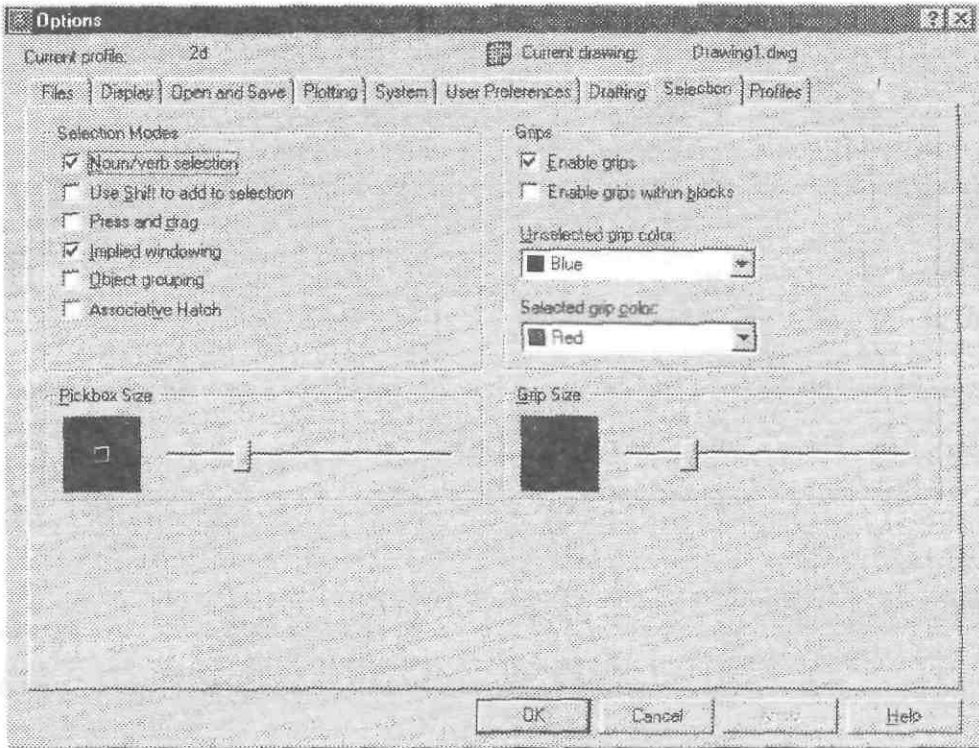 Options
Current profile: 2d Current drawing: Drawing1.dwg
Files Display Open and Save Plotting System User Preferences Drafting Selection Profiles
Selection Modes
Noun/verb selection
Use Shift to add to selection
Press and drag
Implied windowing
Object grouping
Associative Hatch
Grips
Enable grips
Enable grips within blocks
Unselected grip color:
Blue
Selected grip color:
Red
Pickbox Size
Grip Size
OK Cancel Help